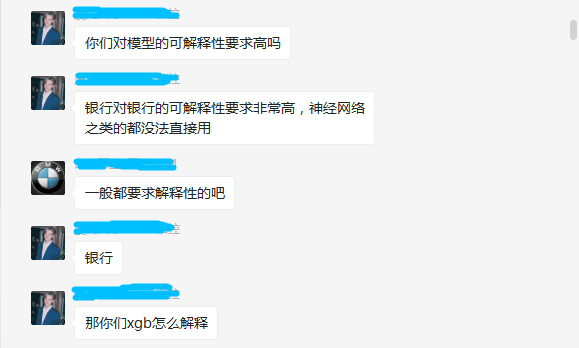 你们对模型的可解释性要求高吗
银行对银行的可解释性要求非常高，神经网络
之类的都没法直接用
BMW
一般都要求解释性的吧
银行
那你们xgb怎么解释